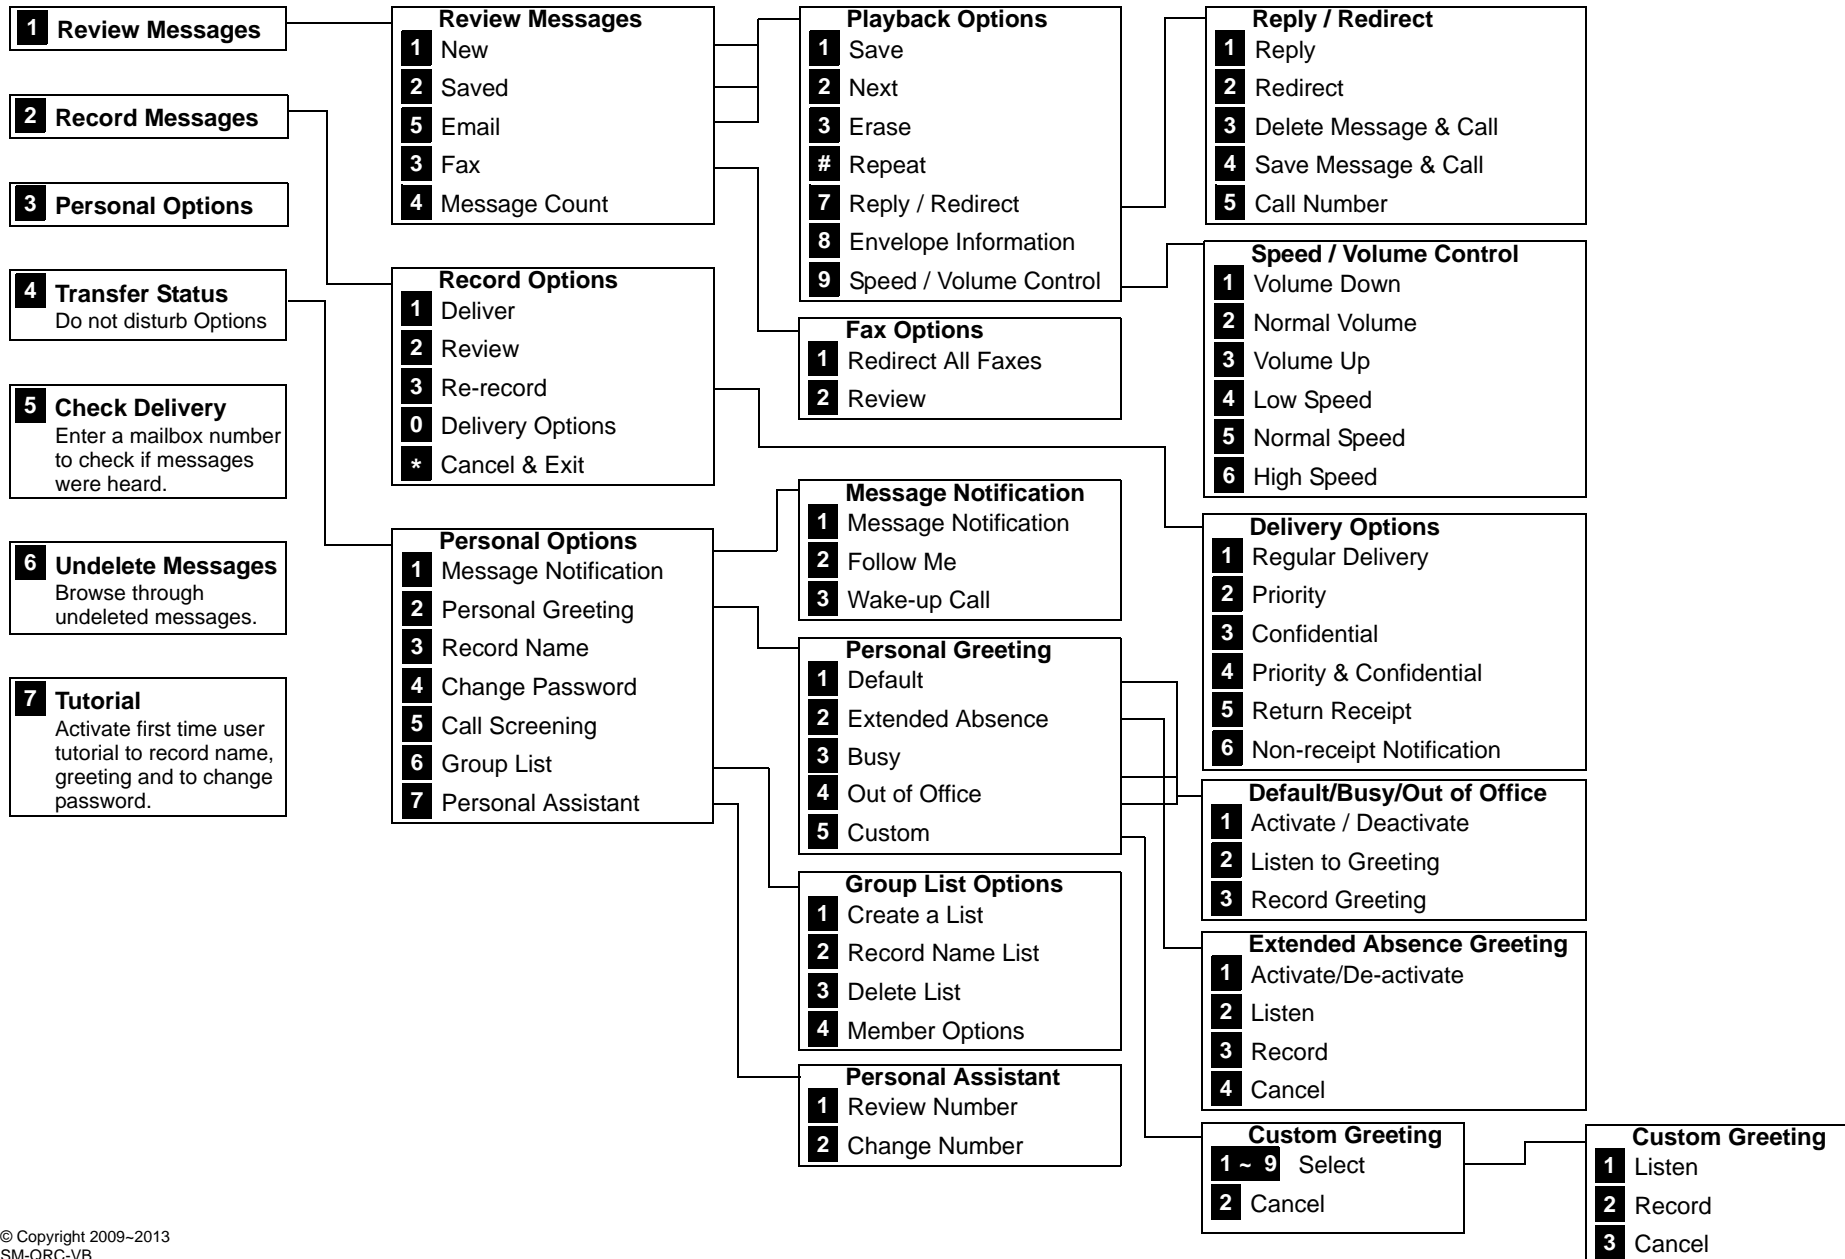 1 Review Messages
2 Record Messages
3 Personal Options
4 Transfer Status
Do not disturb Options
5 Check Delivery
Enter a mailbox number
to check if messages
were heard.
6 Undelete Messages
Browse through
undeleted messages.
7 Tutorial
Activate first time user
tutorial to record name,
greeting and to change
password.
Review Messages
1 New
2 Saved
5 Email
3 Fax
4 Message Count
Record Options
1 Deliver
2 Review
3 Re-record
0 Delivery Options
* Cancel & Exit
Personal Options
1 Message Notification
2 Personal Greeting
3 Record Name
4 Change Password
5 Call Screening
6 Group List
7 Personal Assistant
Playback Options
1 Save
2 Next
3 Erase
# Repeat
7 Reply / Redirect
8 Envelope Information
9 Speed / Volume Control
Fax Options
1 Redirect All Faxes
2 Review
Message Notification
1 Message Notification
2 Follow Me
3 Wake-up Call
Personal Greeting
1 Default
2 Extended Absence
3 Busy
4 Out of Office
5 Custom
Group List Options
1 Create a List
2 Record Name List
3 Delete List
4 Member Options
Personal Assistant
1 Review Number
2 Change Number
Reply / Redirect
1 Reply
2 Redirect
3 Delete Message & Call
4 Save Message & Call
5 Call Number
Speed / Volume Control
1 Volume Down
2 Normal Volume
3 Volume Up
4 Low Speed
5 Normal Speed
6 High Speed
Delivery Options
1 Regular Delivery
2 Priority
3 Confidential
4 Priority & Confidential
5 Return Receipt
6 Non-receipt Notification
Default/Busy/Out of Office
1 Activate / Deactivate
2 Listen to Greeting
3 Record Greeting
Extended Absence Greeting
1 Activate/De-activate
2 Listen
3 Record
4 Cancel
Custom Greeting
1 ~ 9 Select
2 Cancel
Custom Greeting
1 Listen
2 Record
3 Cancel
© Copyright 2009~2013
SM-QRC-VB